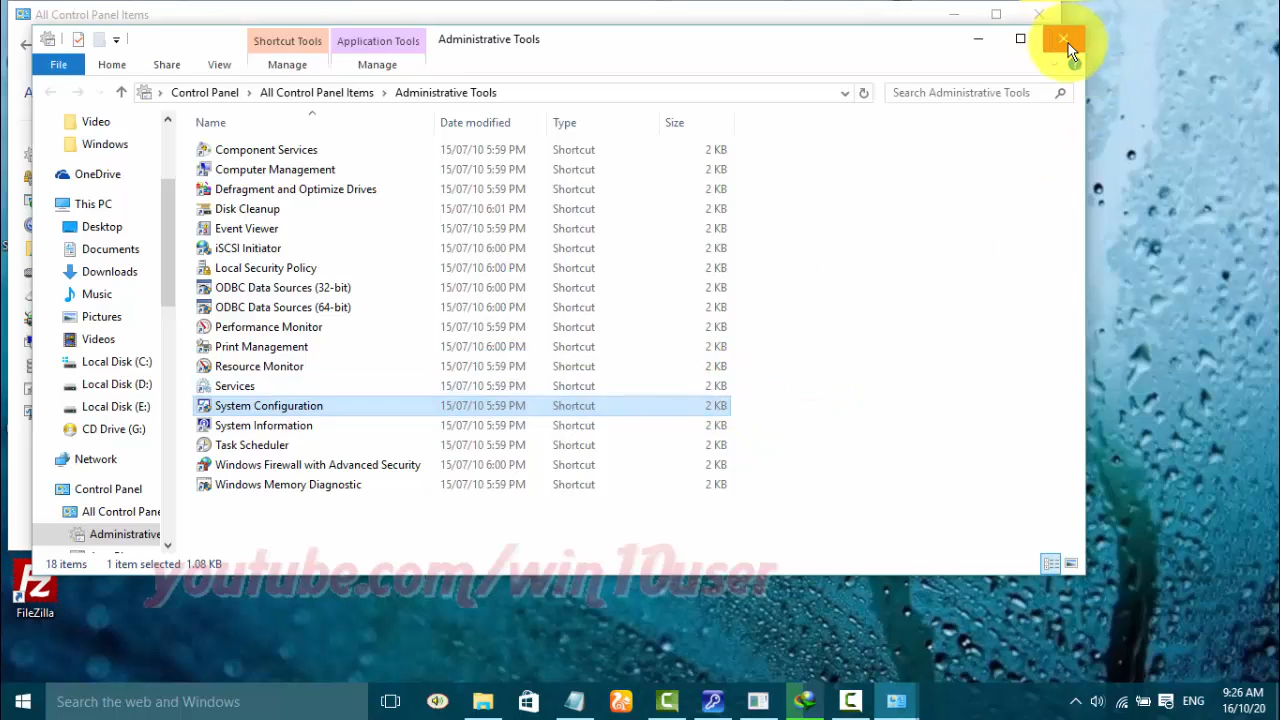 All Control Panel Items
Shortcut Tools
Application Tools
Administrative Tools
File
Home
Share
View
Manage
Manage
Control Panel > All Control Panel Items > Administrative Tools
Search Administrative Tools
Name
Date modified
Type
Size
Video
Windows
OneDrive
This PC
Desktop
Documents
Downloads
Music
Pictures
Videos
Local Disk (C:)
Local Disk (D:)
Local Disk (E:)
CD Drive (G:)
Network
Control Panel
All Control Pane
Administrative
Component Services 15/07/10 5:59 PM Shortcut 2 KB
Computer Management 15/07/10 5:59 PM Shortcut 2 KB
Defragment and Optimize Drives 15/07/10 5:59 PM Shortcut 2 KB
Disk Cleanup 15/07/10 6:01 PM Shortcut 2 KB
Event Viewer 15/07/10 5:59 PM Shortcut 2 KB
iSCSI Initiator 15/07/10 6:00 PM Shortcut 2 KB
Local Security Policy 15/07/10 6:00 PM Shortcut 2 KB
ODBC Data Sources (32-bit) 15/07/10 6:00 PM Shortcut 2 KB
ODBC Data Sources (64-bit) 15/07/10 6:00 PM Shortcut 2 KB
Performance Monitor 15/07/10 5:59 PM Shortcut 2 KB
Print Management 15/07/10 6:00 PM Shortcut 2 KB
Resource Monitor 15/07/10 5:59 PM Shortcut 2 KB
Services 15/07/10 5:59 PM Shortcut 2 KB
System Configuration 15/07/10 5:59 PM Shortcut 2 KB
System Information 15/07/10 5:59 PM Shortcut 2 KB
Task Scheduler 15/07/10 5:59 PM Shortcut 2 KB
Windows Firewall with Advanced Security 15/07/10 6:00 PM Shortcut 2 KB
Windows Memory Diagnostic 15/07/10 5:59 PM Shortcut 2 KB
18 items
1 item selected 1.08 KB
youtube.com/win10user
FileZilla
Search the web and Windows
ENG
9:26 AM
16/10/20